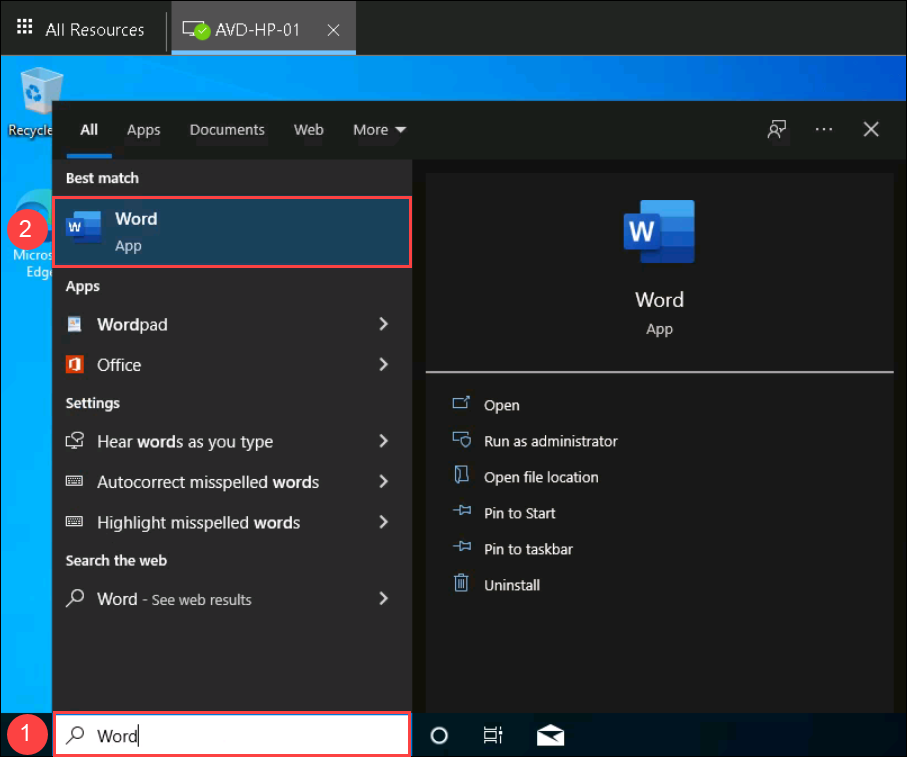 All Resources
AVD-HP-01
Recycle
All Apps Documents Web More
Best match
2
W
Word
App
Micros
Edge
Apps
Wordpad
Office
Settings
Hear words as you type
Autocorrect misspelled words
Highlight misspelled words
Search the web
Word - See web results
W
Word
App
Open
Run as administrator
Open file location
Pin to Start
Pin to taskbar
Uninstall
1
Word